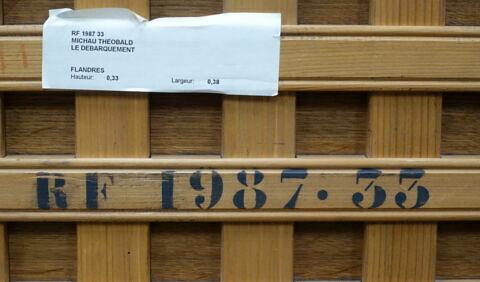 RF 1987 33
MICHAU THEOBALD
LE DEBARQUEMENT
FLANDRES
Hauteur: 0,33 Largeur: 0,38
RF 1987·33